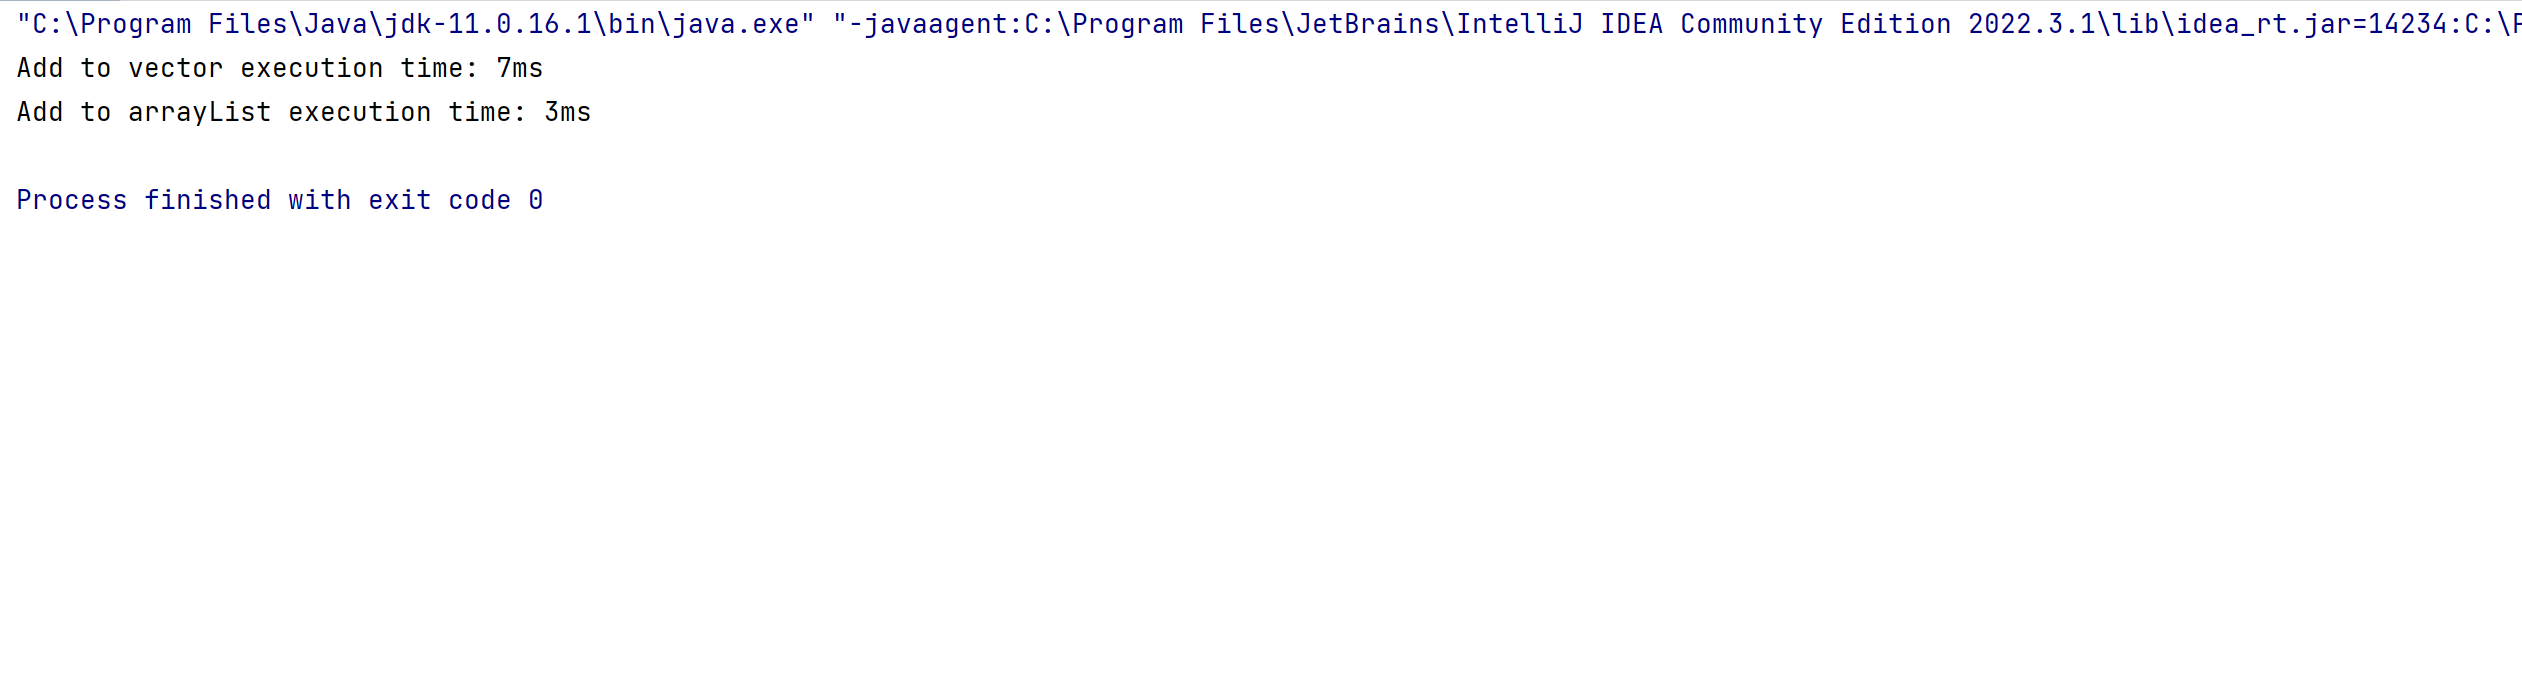 "C:\Program Files\Java\jdk-11.0.16.1\bin\java.exe" "-javaagent:C:\Program Files\JetBrains\IntelliJ IDEA Community Edition 2022.3.1\lib\idea_rt.jar=14234:C:\P
Add to vector execution time: 7ms
Add to arrayList execution time: 3ms
Process finished with exit code 0